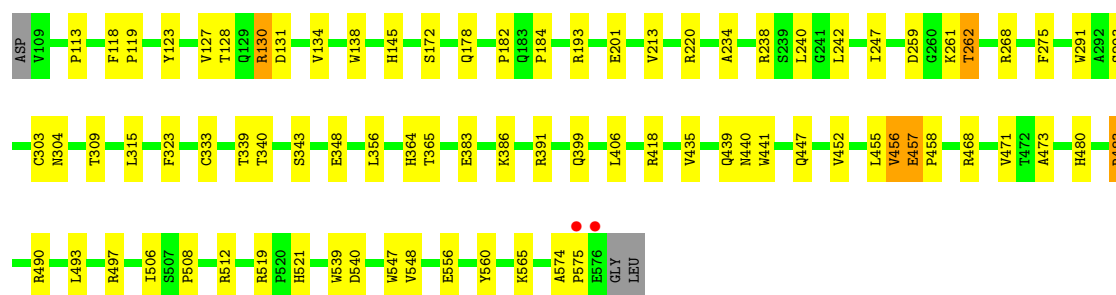 ASP V109 P113 F118 P119 Y123 V127 T128 Q129 R130 D131 V134 W138 H145 S172 Q178 P182 Q183 P184 R193 E201 V213 R220 A234 R238 S239 L240 G241 L242 I247 D259 G260 K261 T262 R268 F275 W291 A292
C303 N304 T309 L315 F323 C333 T339 T340 S343 E348 L356 H364 T365 E383 K386 R391 Q399 L406 R418 V435 Q439 N440 W441 Q447 V452 L455 V456 E457 P458 R468 V471 T472 A473 H480
R490 L493 R497 I506 S507 P508 R512 R519 P520 H521 W539 D540 W547 V548 E556 Y560 K565 A574 P575 E576 GLY LEU